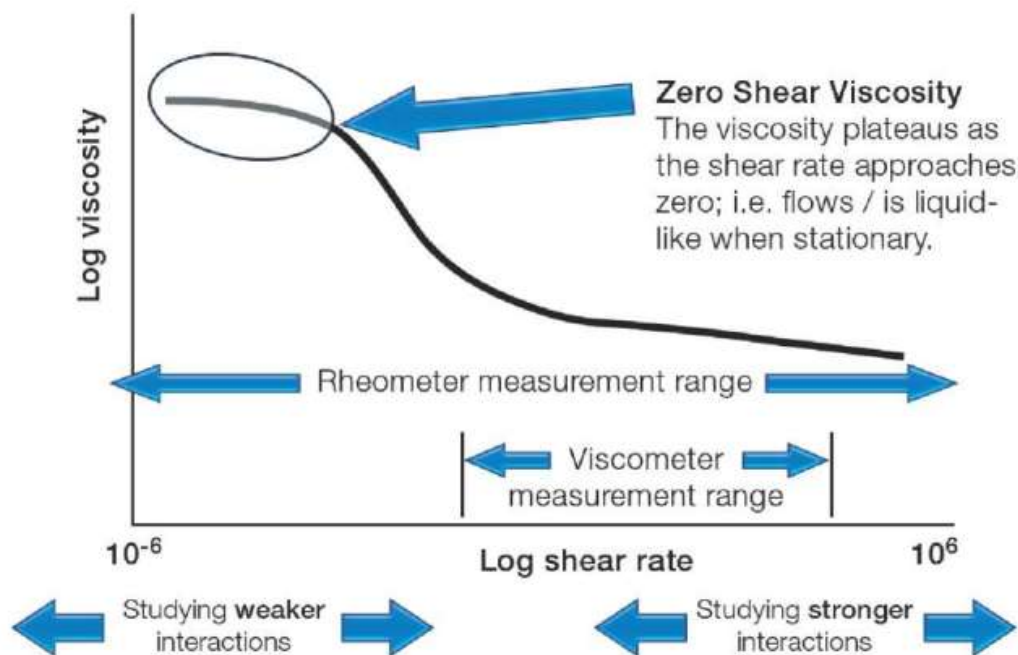 Zero Shear Viscosity
The viscosity plateaus as
the shear rate approaches
zero; i.e. flows / is liquid-
like when stationary.
Log viscosity
Rheometer measurement range
Viscometer
measurement range
10⁻⁶
Log shear rate
10⁶
Studying weaker
interactions
Studying stronger
interactions